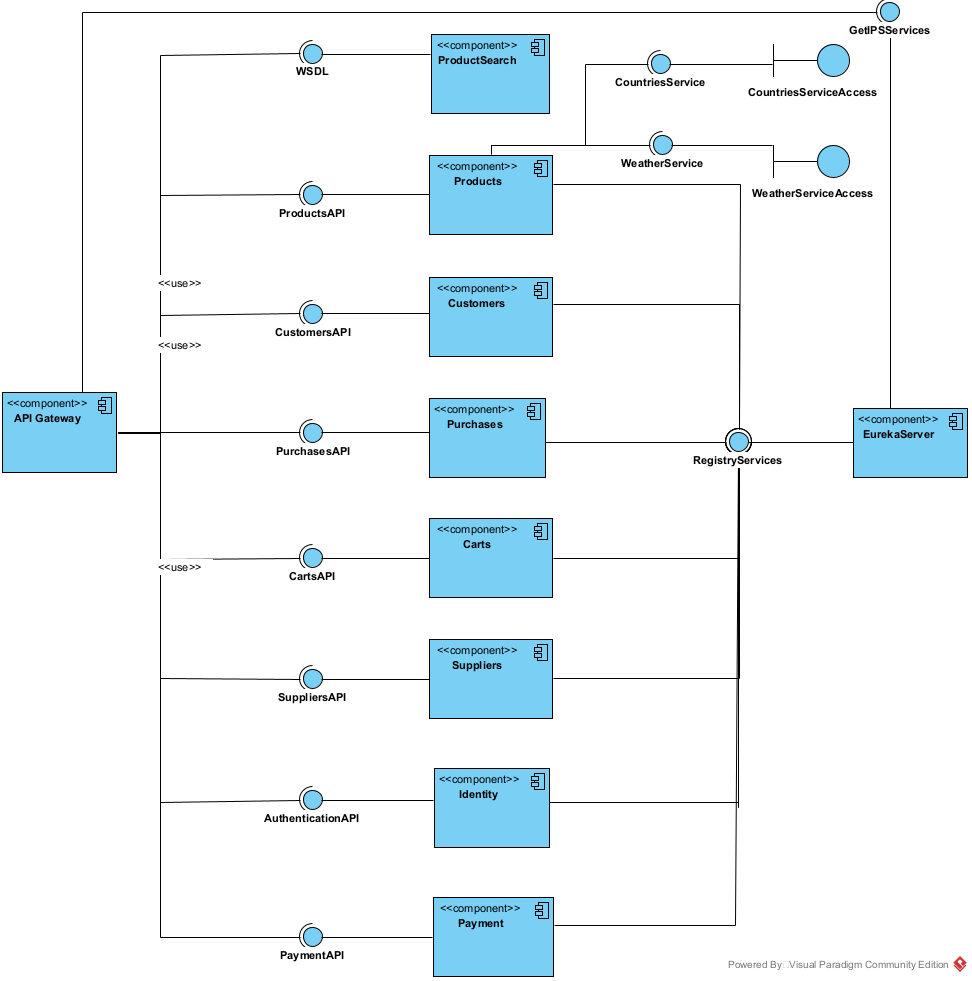 GetIPSServices
<<component>>
ProductSearch
WSDL
CountriesService
CountriesServiceAccess
<<component>>
Products
WeatherService
WeatherServiceAccess
ProductsAPI
<<use>>
<<component>>
Customers
CustomersAPI
<<use>>
<<component>>
API Gateway
<<component>>
Purchases
PurchasesAPI
<<component>>
EurekaServer
RegistryServices
<<component>>
Carts
<<use>>
CartsAPI
<<component>>
Suppliers
SuppliersAPI
<<component>>
Identity
AuthenticationAPI
<<component>>
Payment
PaymentAPI
Powered By Visual Paradigm Community Edition